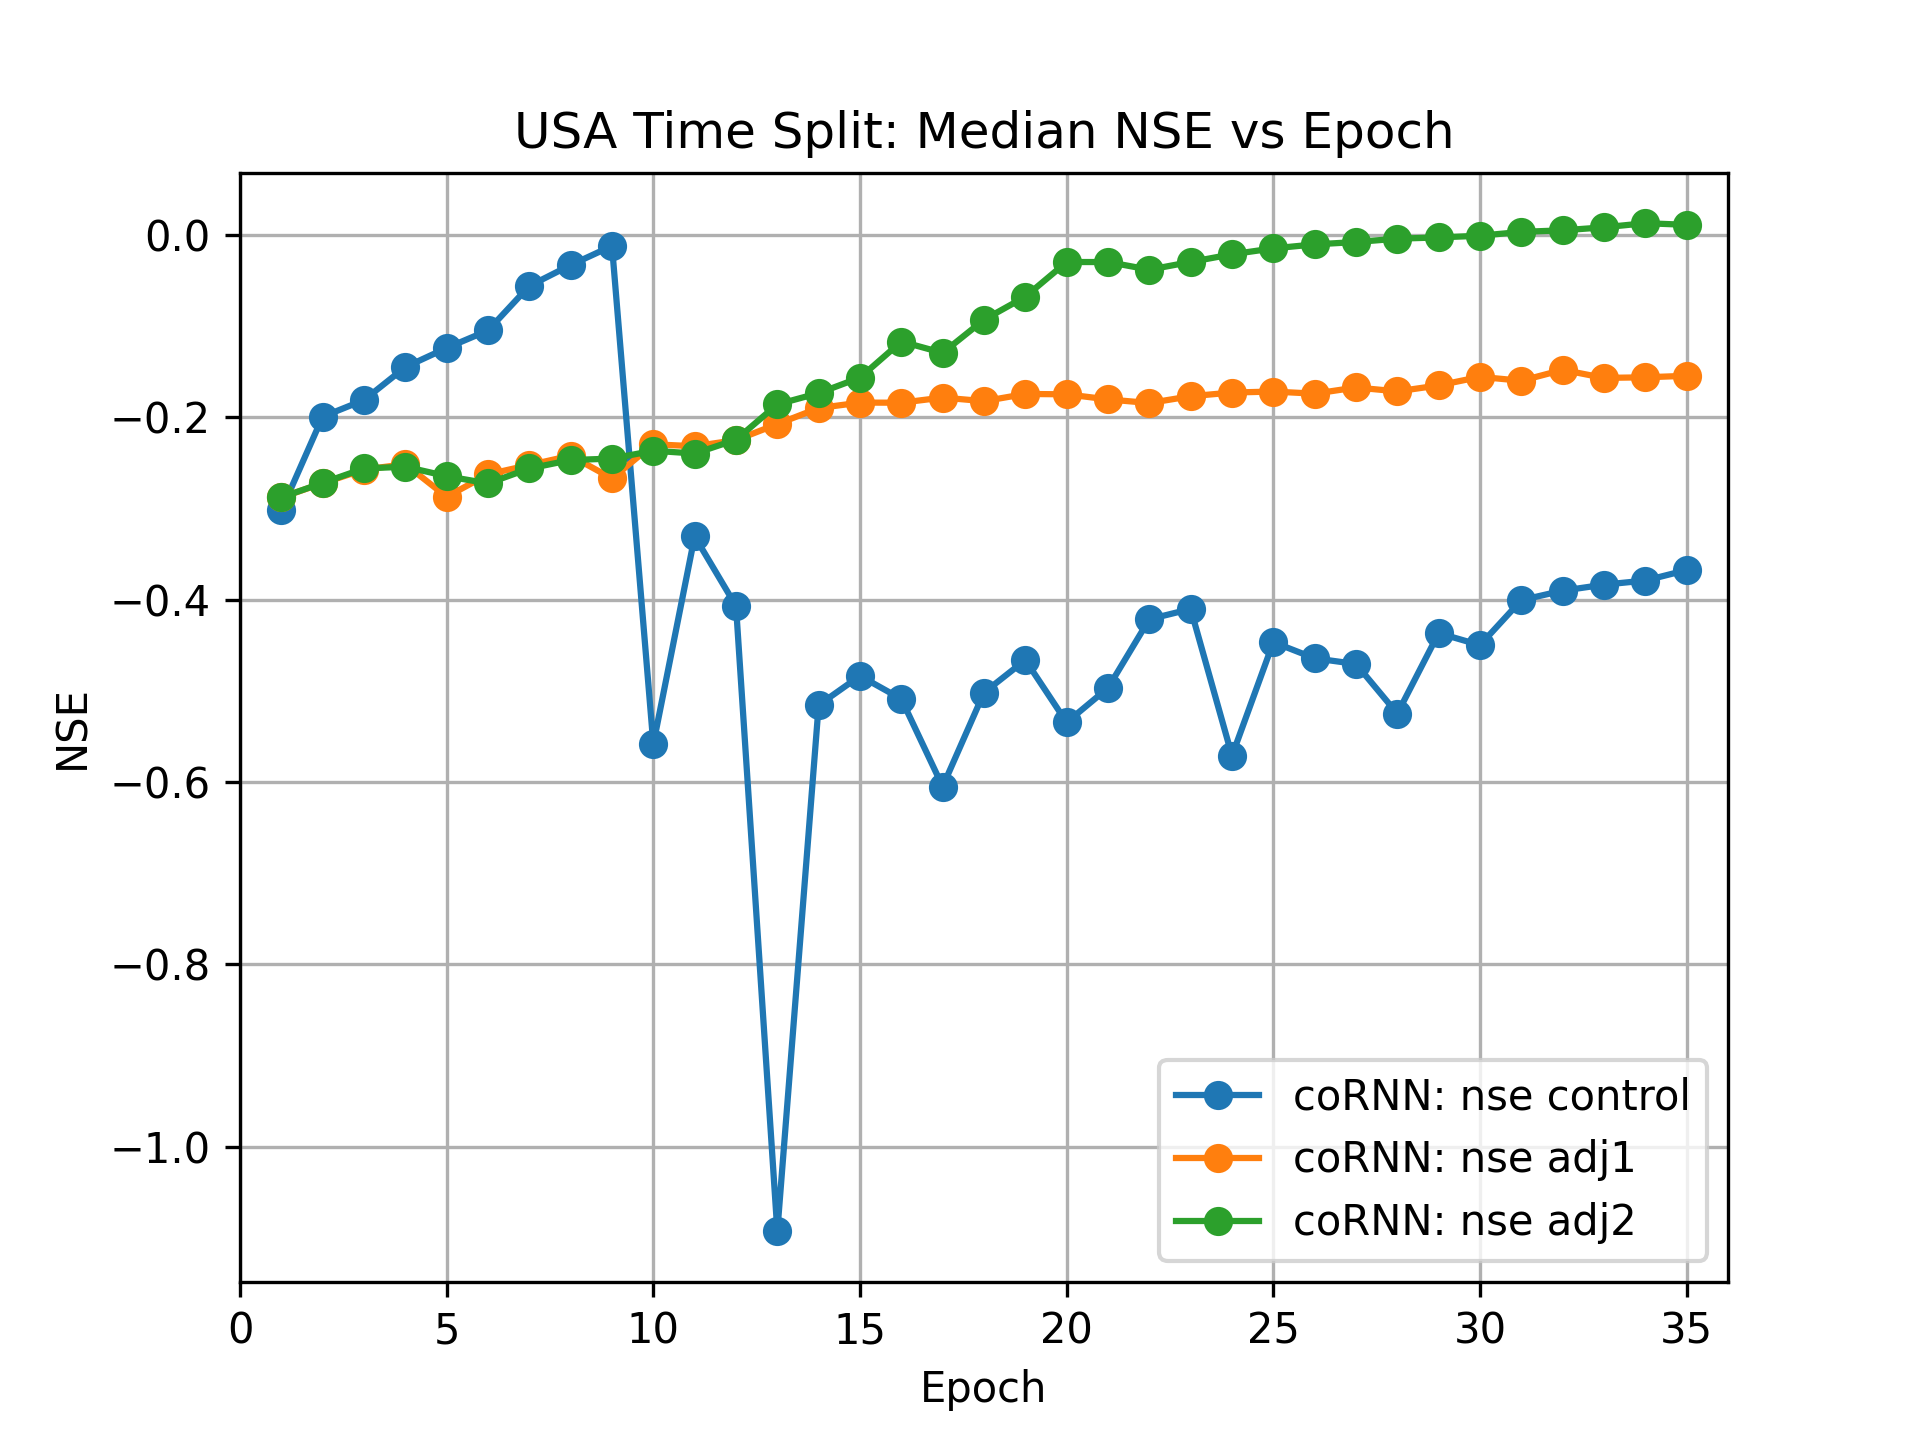 USA Time Split: Median NSE vs Epoch
NSE
0.0
−0.2
−0.4
−0.6
−0.8
−1.0
0 5 10 15 20 25 30 35
Epoch
coRNN: nse control
coRNN: nse adj1
coRNN: nse adj2